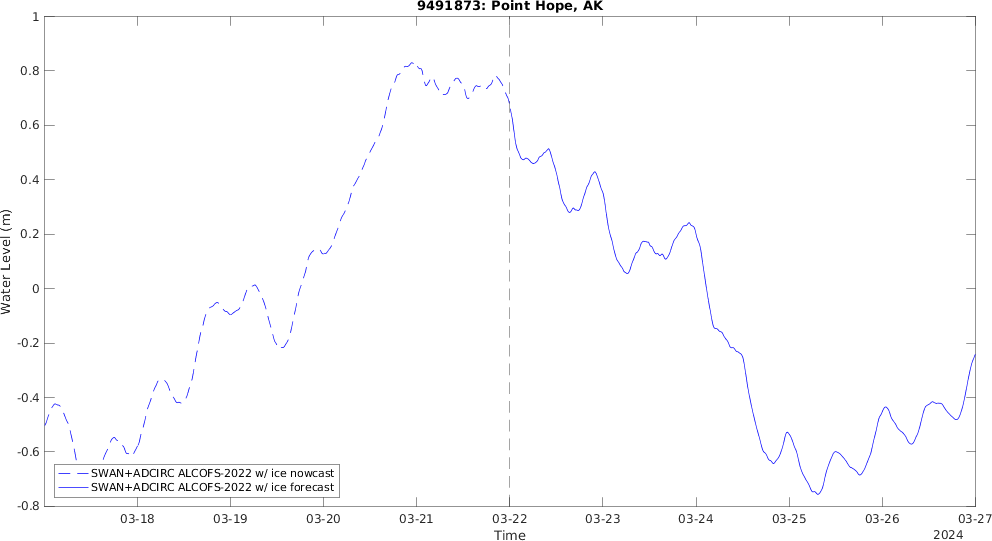 9491873: Point Hope, AK
1
0.8
0.6
0.4
0.2
0
-0.2
-0.4
-0.6
-0.8
Water Level (m)
SWAN+ADCIRC ALCOFS-2022 w/ ice nowcast
SWAN+ADCIRC ALCOFS-2022 w/ ice forecast
03-18 03-19 03-20 03-21 03-22 03-23 03-24 03-25 03-26 03-27
Time
2024